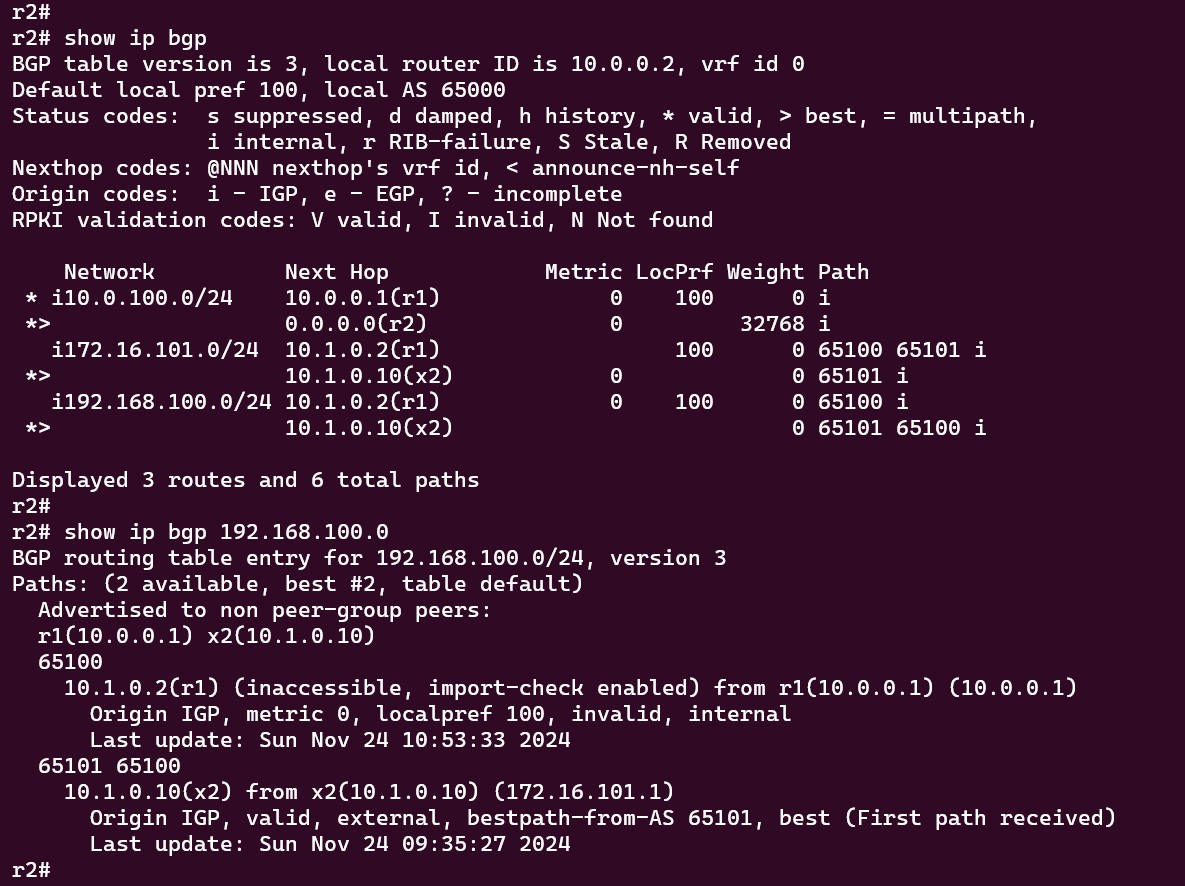 r2#
r2# show ip bgp
BGP table version is 3, local router ID is 10.0.0.2, vrf id 0
Default local pref 100, local AS 65000
Status codes:  s suppressed, d damped, h history, * valid, > best, = multipath,
               i internal, r RIB-failure, S Stale, R Removed
Nexthop codes: @NNN nexthop's vrf id, < announce-nh-self
Origin codes:  i - IGP, e - EGP, ? - incomplete
RPKI validation codes: V valid, I invalid, N Not found

    Network          Next Hop            Metric LocPrf Weight Path
 * i10.0.100.0/24    10.0.0.1(r1)             0    100      0 i
 *>                  0.0.0.0(r2)              0         32768 i
   i172.16.101.0/24  10.1.0.2(r1)                  100      0 65100 65101 i
 *>                  10.1.0.10(x2)            0             0 65101 i
   i192.168.100.0/24 10.1.0.2(r1)             0    100      0 65100 i
 *>                  10.1.0.10(x2)                          0 65101 65100 i

Displayed 3 routes and 6 total paths
r2#
r2# show ip bgp 192.168.100.0
BGP routing table entry for 192.168.100.0/24, version 3
Paths: (2 available, best #2, table default)
  Advertised to non peer-group peers:
  r1(10.0.0.1) x2(10.1.0.10)
  65100
    10.1.0.2(r1) (inaccessible, import-check enabled) from r1(10.0.0.1) (10.0.0.1)
      Origin IGP, metric 0, localpref 100, invalid, internal
      Last update: Sun Nov 24 10:53:33 2024
  65101 65100
    10.1.0.10(x2) from x2(10.1.0.10) (172.16.101.1)
      Origin IGP, valid, external, bestpath-from-AS 65101, best (First path received)
      Last update: Sun Nov 24 09:35:27 2024
r2#